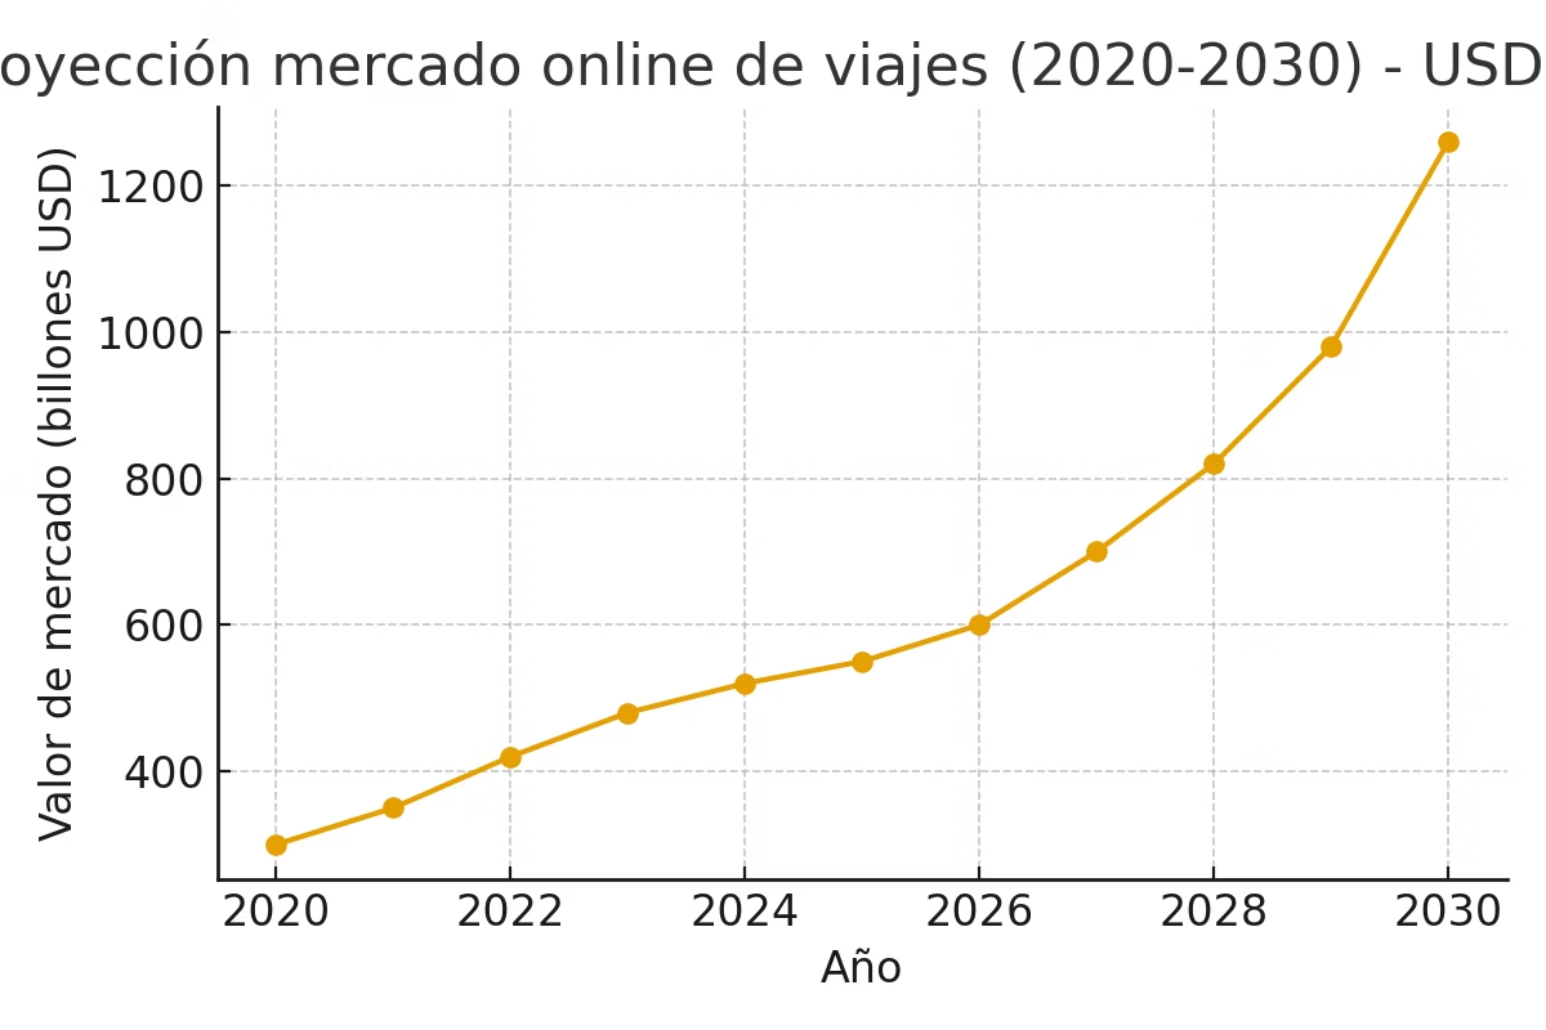 oyección mercado online de viajes (2020-2030) - USD
Valor de mercado (billones USD)
1200
1000
800
600
400
2020 2022 2024 2026 2028 2030
Año